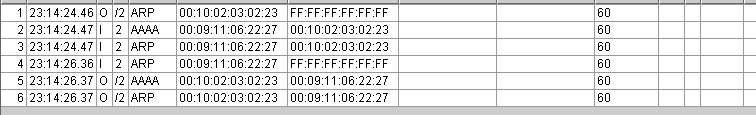 1 23:14:24.46 O /2 ARP 00:10:02:03:02:23 FF:FF:FF:FF:FF:FF 60
2 23:14:24.47 I /2 AAAA 00:09:11:06:22:27 00:10:02:03:02:23 60
3 23:14:24.47 I /2 ARP 00:09:11:06:22:27 00:10:02:03:02:23 60
4 23:14:26.36 I /2 ARP 00:09:11:06:22:27 FF:FF:FF:FF:FF:FF 60
5 23:14:26.37 O /2 AAAA 00:10:02:03:02:23 00:09:11:06:22:27 60
6 23:14:26.37 O /2 ARP 00:10:02:03:02:23 00:09:11:06:22:27 60